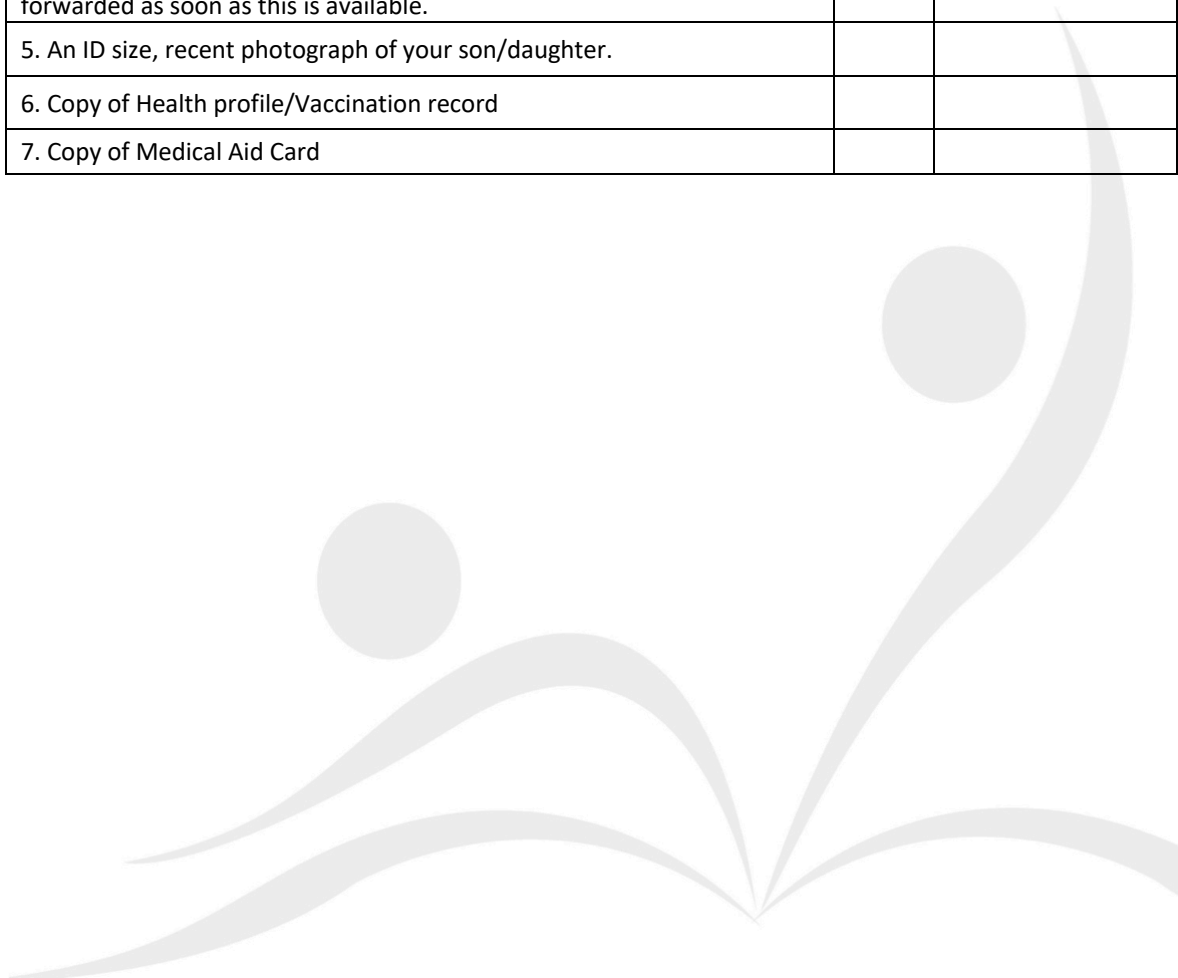 forwarded as soon as this is available.
5. An ID size, recent photograph of your son/daughter.
6. Copy of Health profile/Vaccination record
7. Copy of Medical Aid Card